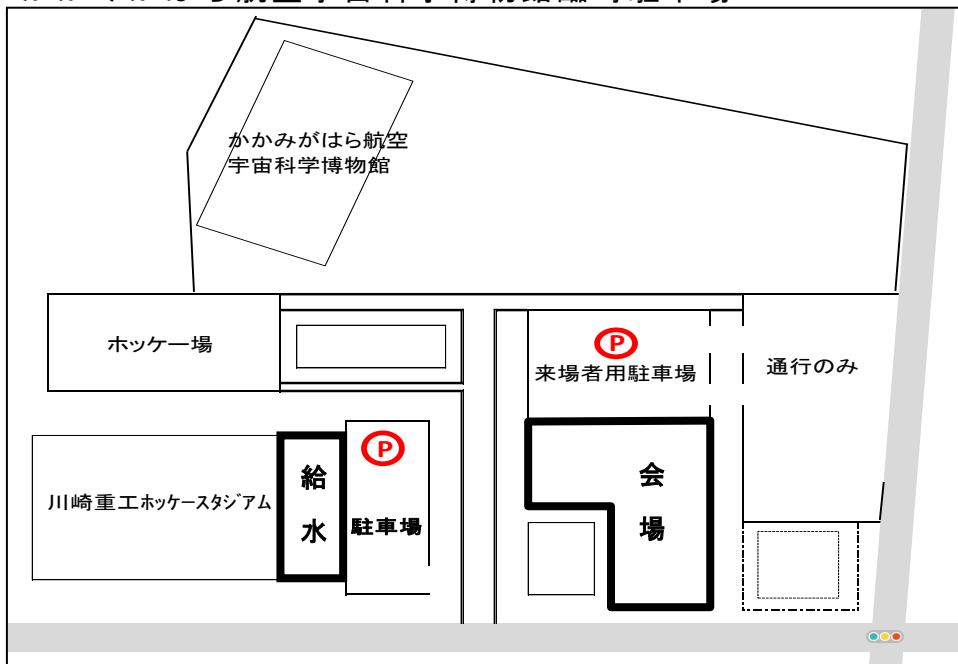 かかみがはら航空
宇宙科学博物館
ホッケー場
P
来場者用駐車場
通行のみ
P
川崎重工ホッケースタジアム
給
水
駐車場
会
場